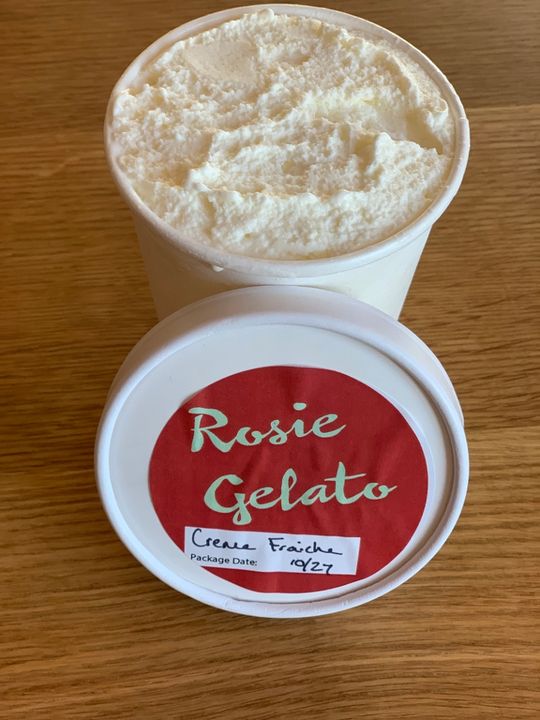 Rosie
Gelato
Creme Fraiche
Package Date: 10/27